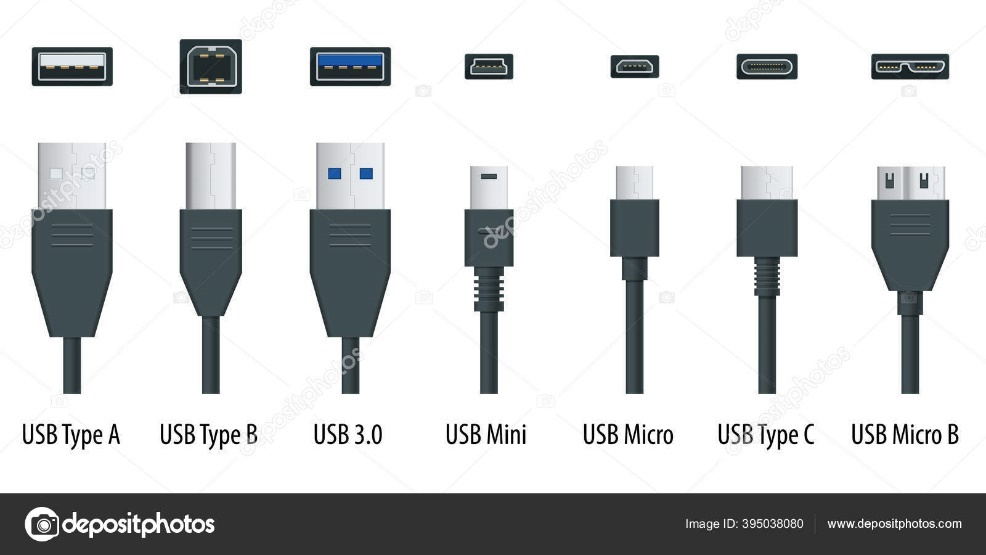 USB Type A
USB Type B
USB 3.0
USB Mini
USB Micro
USB Type C
USB Micro B
depositphotos
Image ID: 395038080
www.depositphotos.com